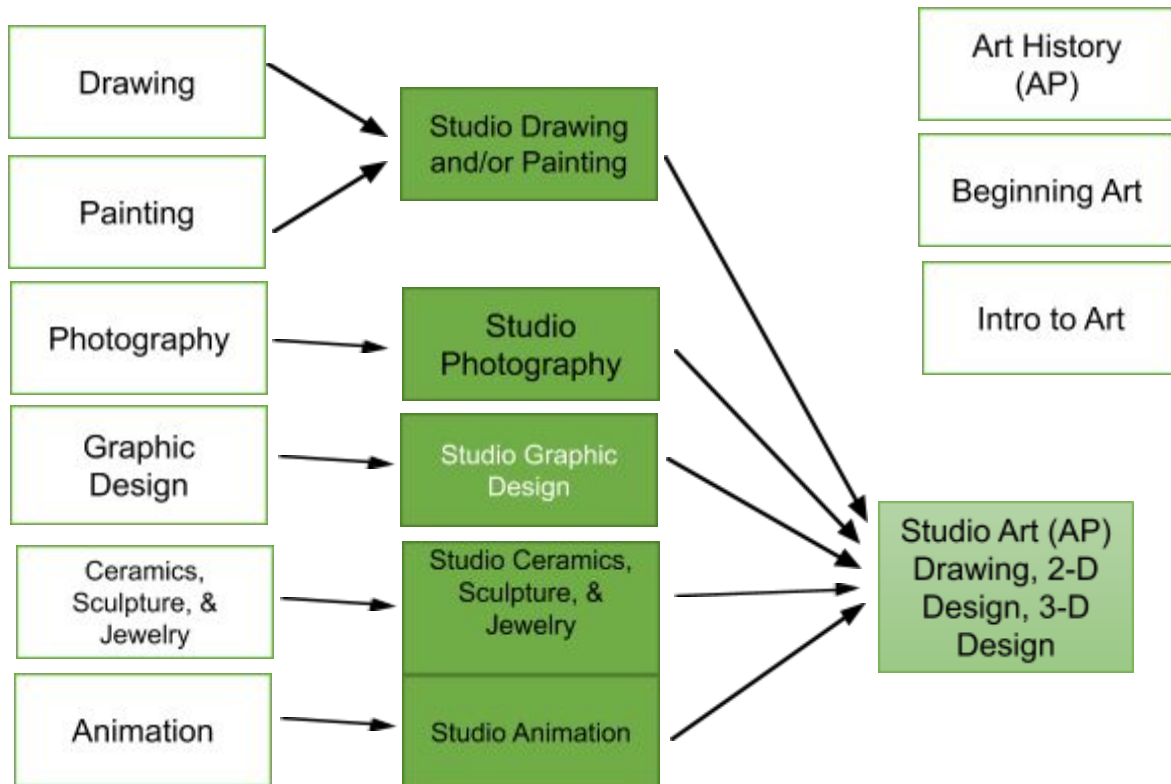 Drawing
Painting
Photography
Graphic
Design
Ceramics,
Sculpture, &
Jewelry
Animation
Studio Drawing
and/or Painting
Studio
Photography
Studio Graphic
Design
Studio Ceramics,
Sculpture, &
Jewelry
Studio Animation
Art History
(AP)
Beginning Art
Intro to Art
Studio Art (AP)
Drawing, 2-D
Design, 3-D
Design